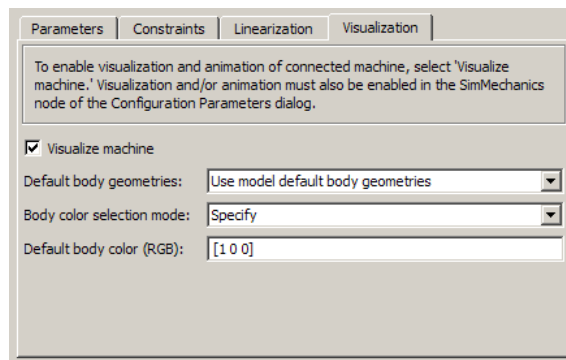 Parameters Constraints Linearization Visualization
To enable visualization and animation of connected machine, select 'Visualize
machine.' Visualization and/or animation must also be enabled in the SimMechanics
node of the Configuration Parameters dialog.
Visualize machine
Default body geometries: Use model default body geometries
Body color selection mode: Specify
Default body color (RGB): [1 0 0]